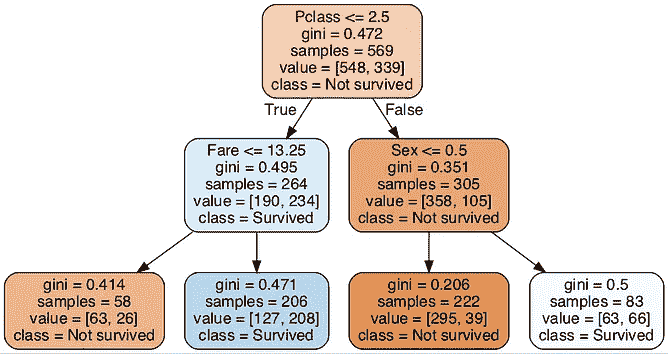 Pclass <= 2.5
gini = 0.472
samples = 569
value = [548, 339]
class = Not survived
True
False
Fare <= 13.25
gini = 0.495
samples = 264
value = [190, 234]
class = Survived
Sex <= 0.5
gini = 0.351
samples = 305
value = [358, 105]
class = Not survived
gini = 0.414
samples = 58
value = [63, 26]
class = Not survived
gini = 0.471
samples = 206
value = [127, 208]
class = Survived
gini = 0.206
samples = 222
value = [295, 39]
class = Not survived
gini = 0.5
samples = 83
value = [63, 66]
class = Survived